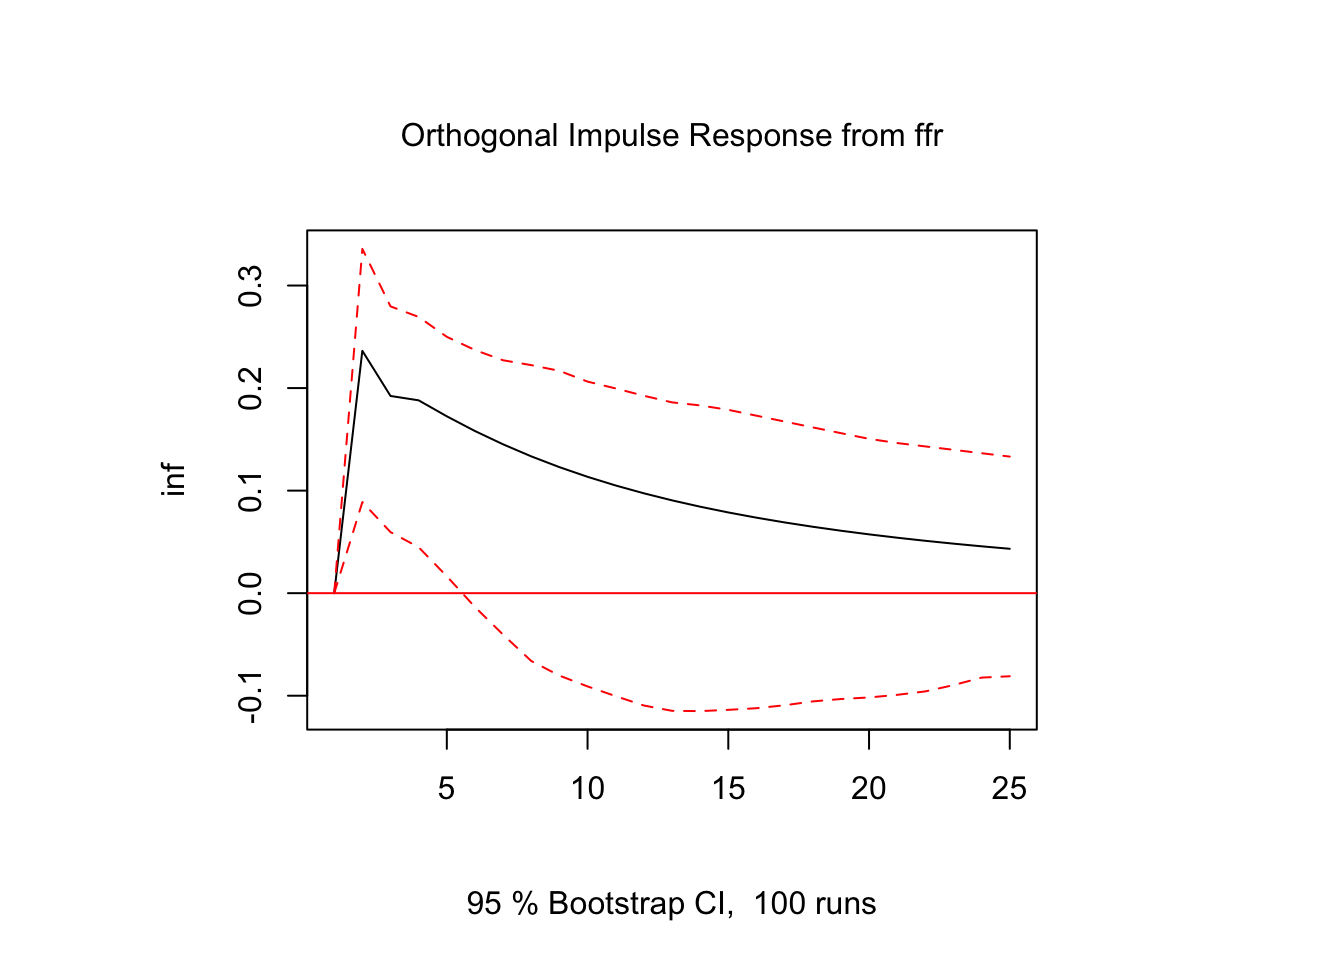 Orthogonal Impulse Response from ffr
inf
0.3
0.2
0.1
0.0
-0.1
5 10 15 20 25
95 % Bootstrap CI,  100 runs